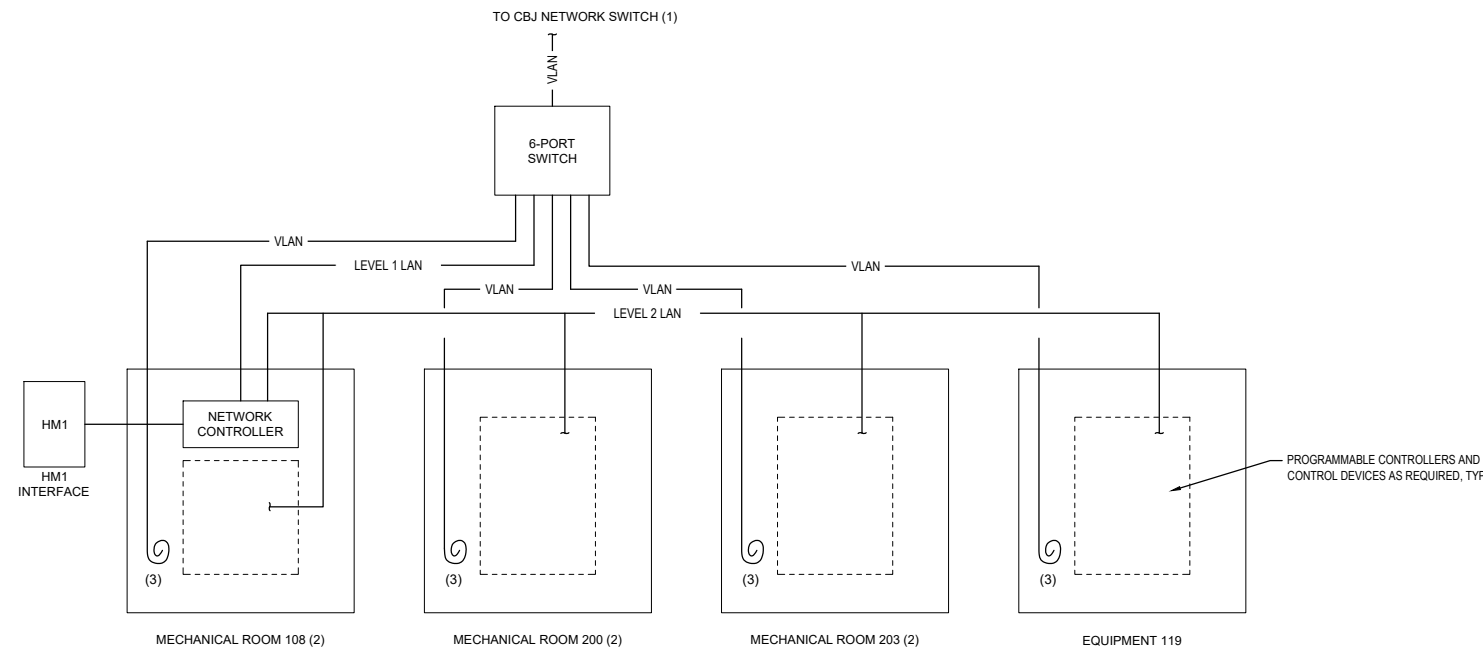 TO CBJ NETWORK SWITCH (1)
VLAN
6-PORT
SWITCH
VLAN
LEVEL 1 LAN
VLAN
VLAN
VLAN
LEVEL 2 LAN
HM1
HM1
INTERFACE
NETWORK
CONTROLLER
PROGRAMMABLE CONTROLLERS AND
CONTROL DEVICES AS REQUIRED, TYP
(3)
(3)
(3)
(3)
MECHANICAL ROOM 108 (2)
MECHANICAL ROOM 200 (2)
MECHANICAL ROOM 203 (2)
EQUIPMENT 119